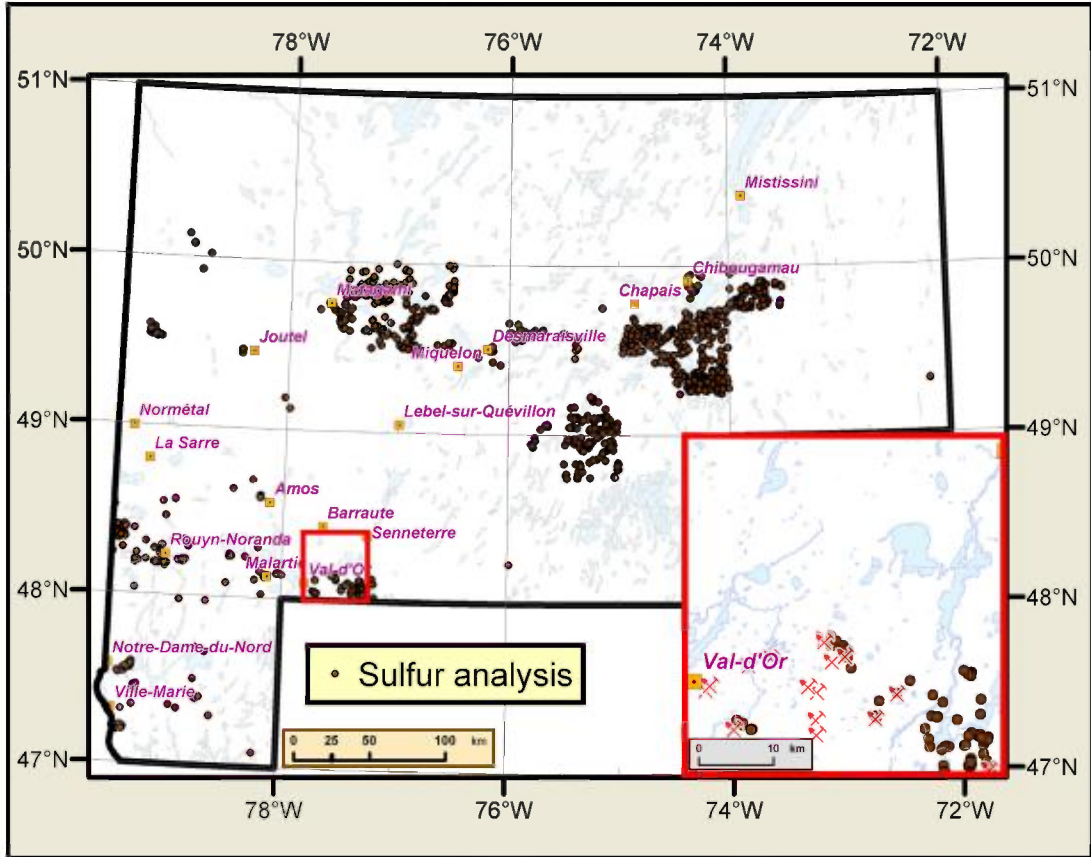 78°W 76°W 74°W 72°W
51°N 51°N
Mistissini
50°N 50°N
Chibougamau
Matagami Chapais
Joutel Desmaraisville
Miquelon
Normétal Lebel-sur-Quévillon
49°N 49°N
La Sarre
Amos
Barraute
Rouyn-Noranda Senneterre
Malartic Val-d'O
48°N 48°N
Notre-Dame-du-Nord
Val-d'Or
Sulfur analysis
Ville-Marie
0 25 50 100 km
0 10 km
47°N 47°N
78°W 76°W 74°W 72°W